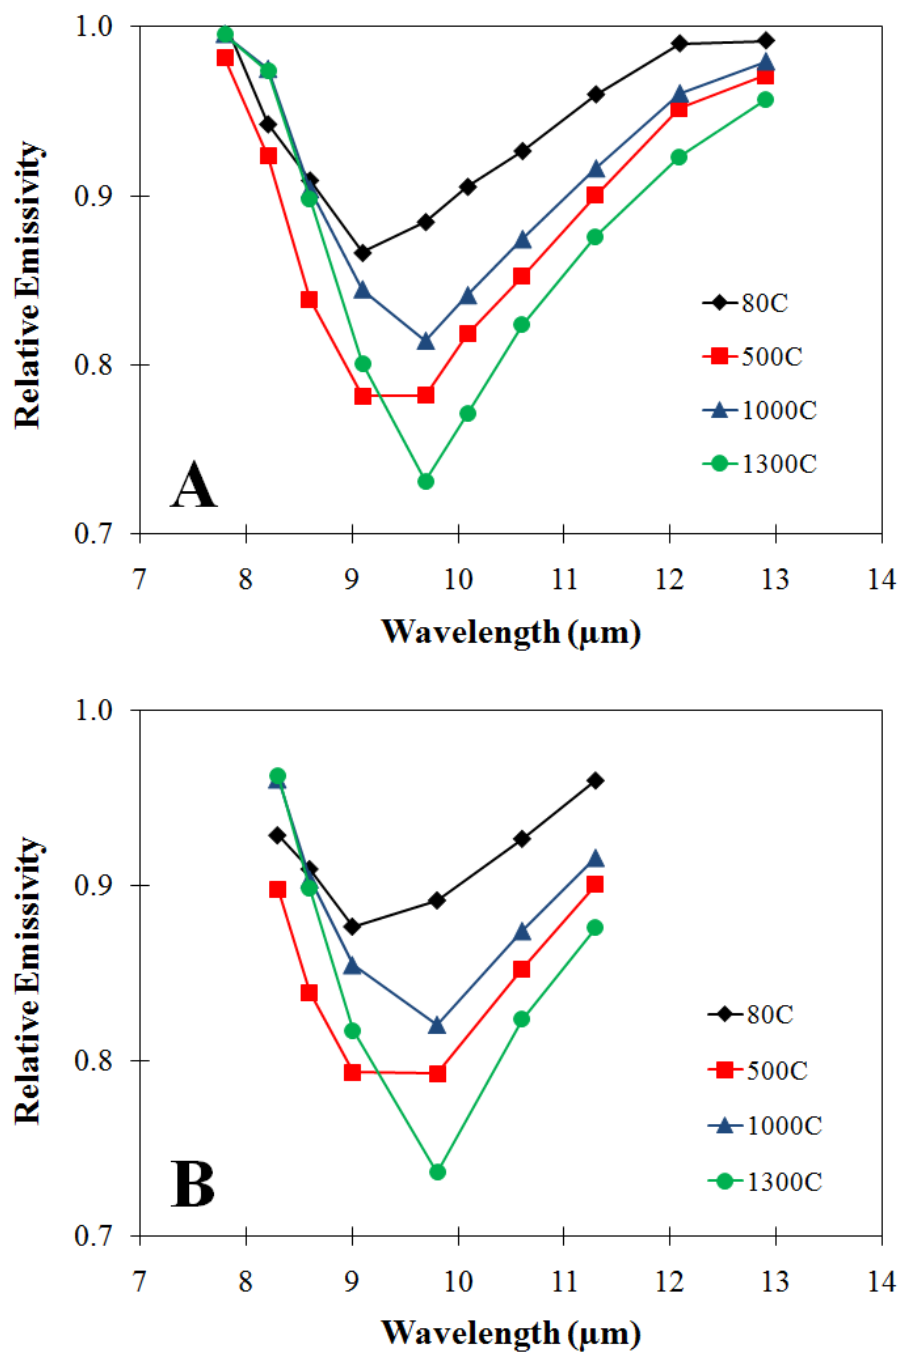 1.0
0.9
0.8
0.7
Relative Emissivity
80C
500C
1000C
1300C
A
7 8 9 10 11 12 13 14
Wavelength (µm)
1.0
0.9
0.8
0.7
Relative Emissivity
80C
500C
1000C
1300C
B
7 8 9 10 11 12 13 14
Wavelength (µm)